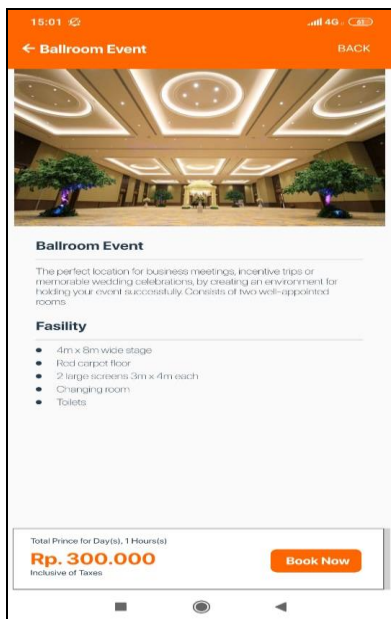 15:01
4G 61
← Ballroom Event BACK
Ballroom Event
The perfect location for business meetings, incentive trips or
memorable wedding celebrations, by creating an environment for
holding your event successfully. Consists of two well-appointed
rooms
Fasility
• 4m x 8m wide stage
• Red carpet floor
• 2 large screens 3m x 4m each
• Changing room
• Toilets
Total Prince for Day(s), 1 Hours(s)
Rp. 300.000
Inclusive of Taxes
Book Now